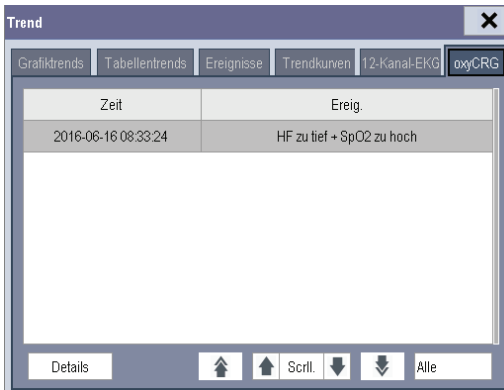 Trend
Grafiktrends Tabellentrends Ereignisse Trendkurven 12-Kanal-EKG oxyCRG
Zeit Ereig.
2016-06-16 08:33:24 HF zu tief + SpO2 zu hoch
Details Scrll. Alle